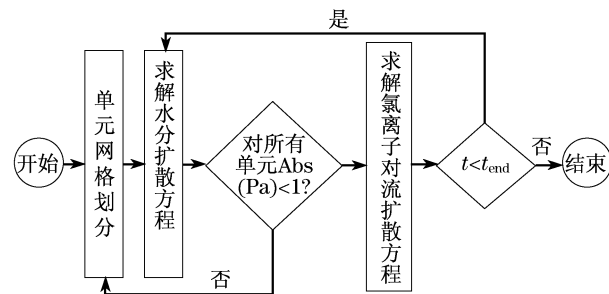 是
开始
单元网格划分
求解水分扩散方程
对所有
单元Abs
(Pa)<1?
求解氯离子对流扩散方程
t<tend
否
结束
否